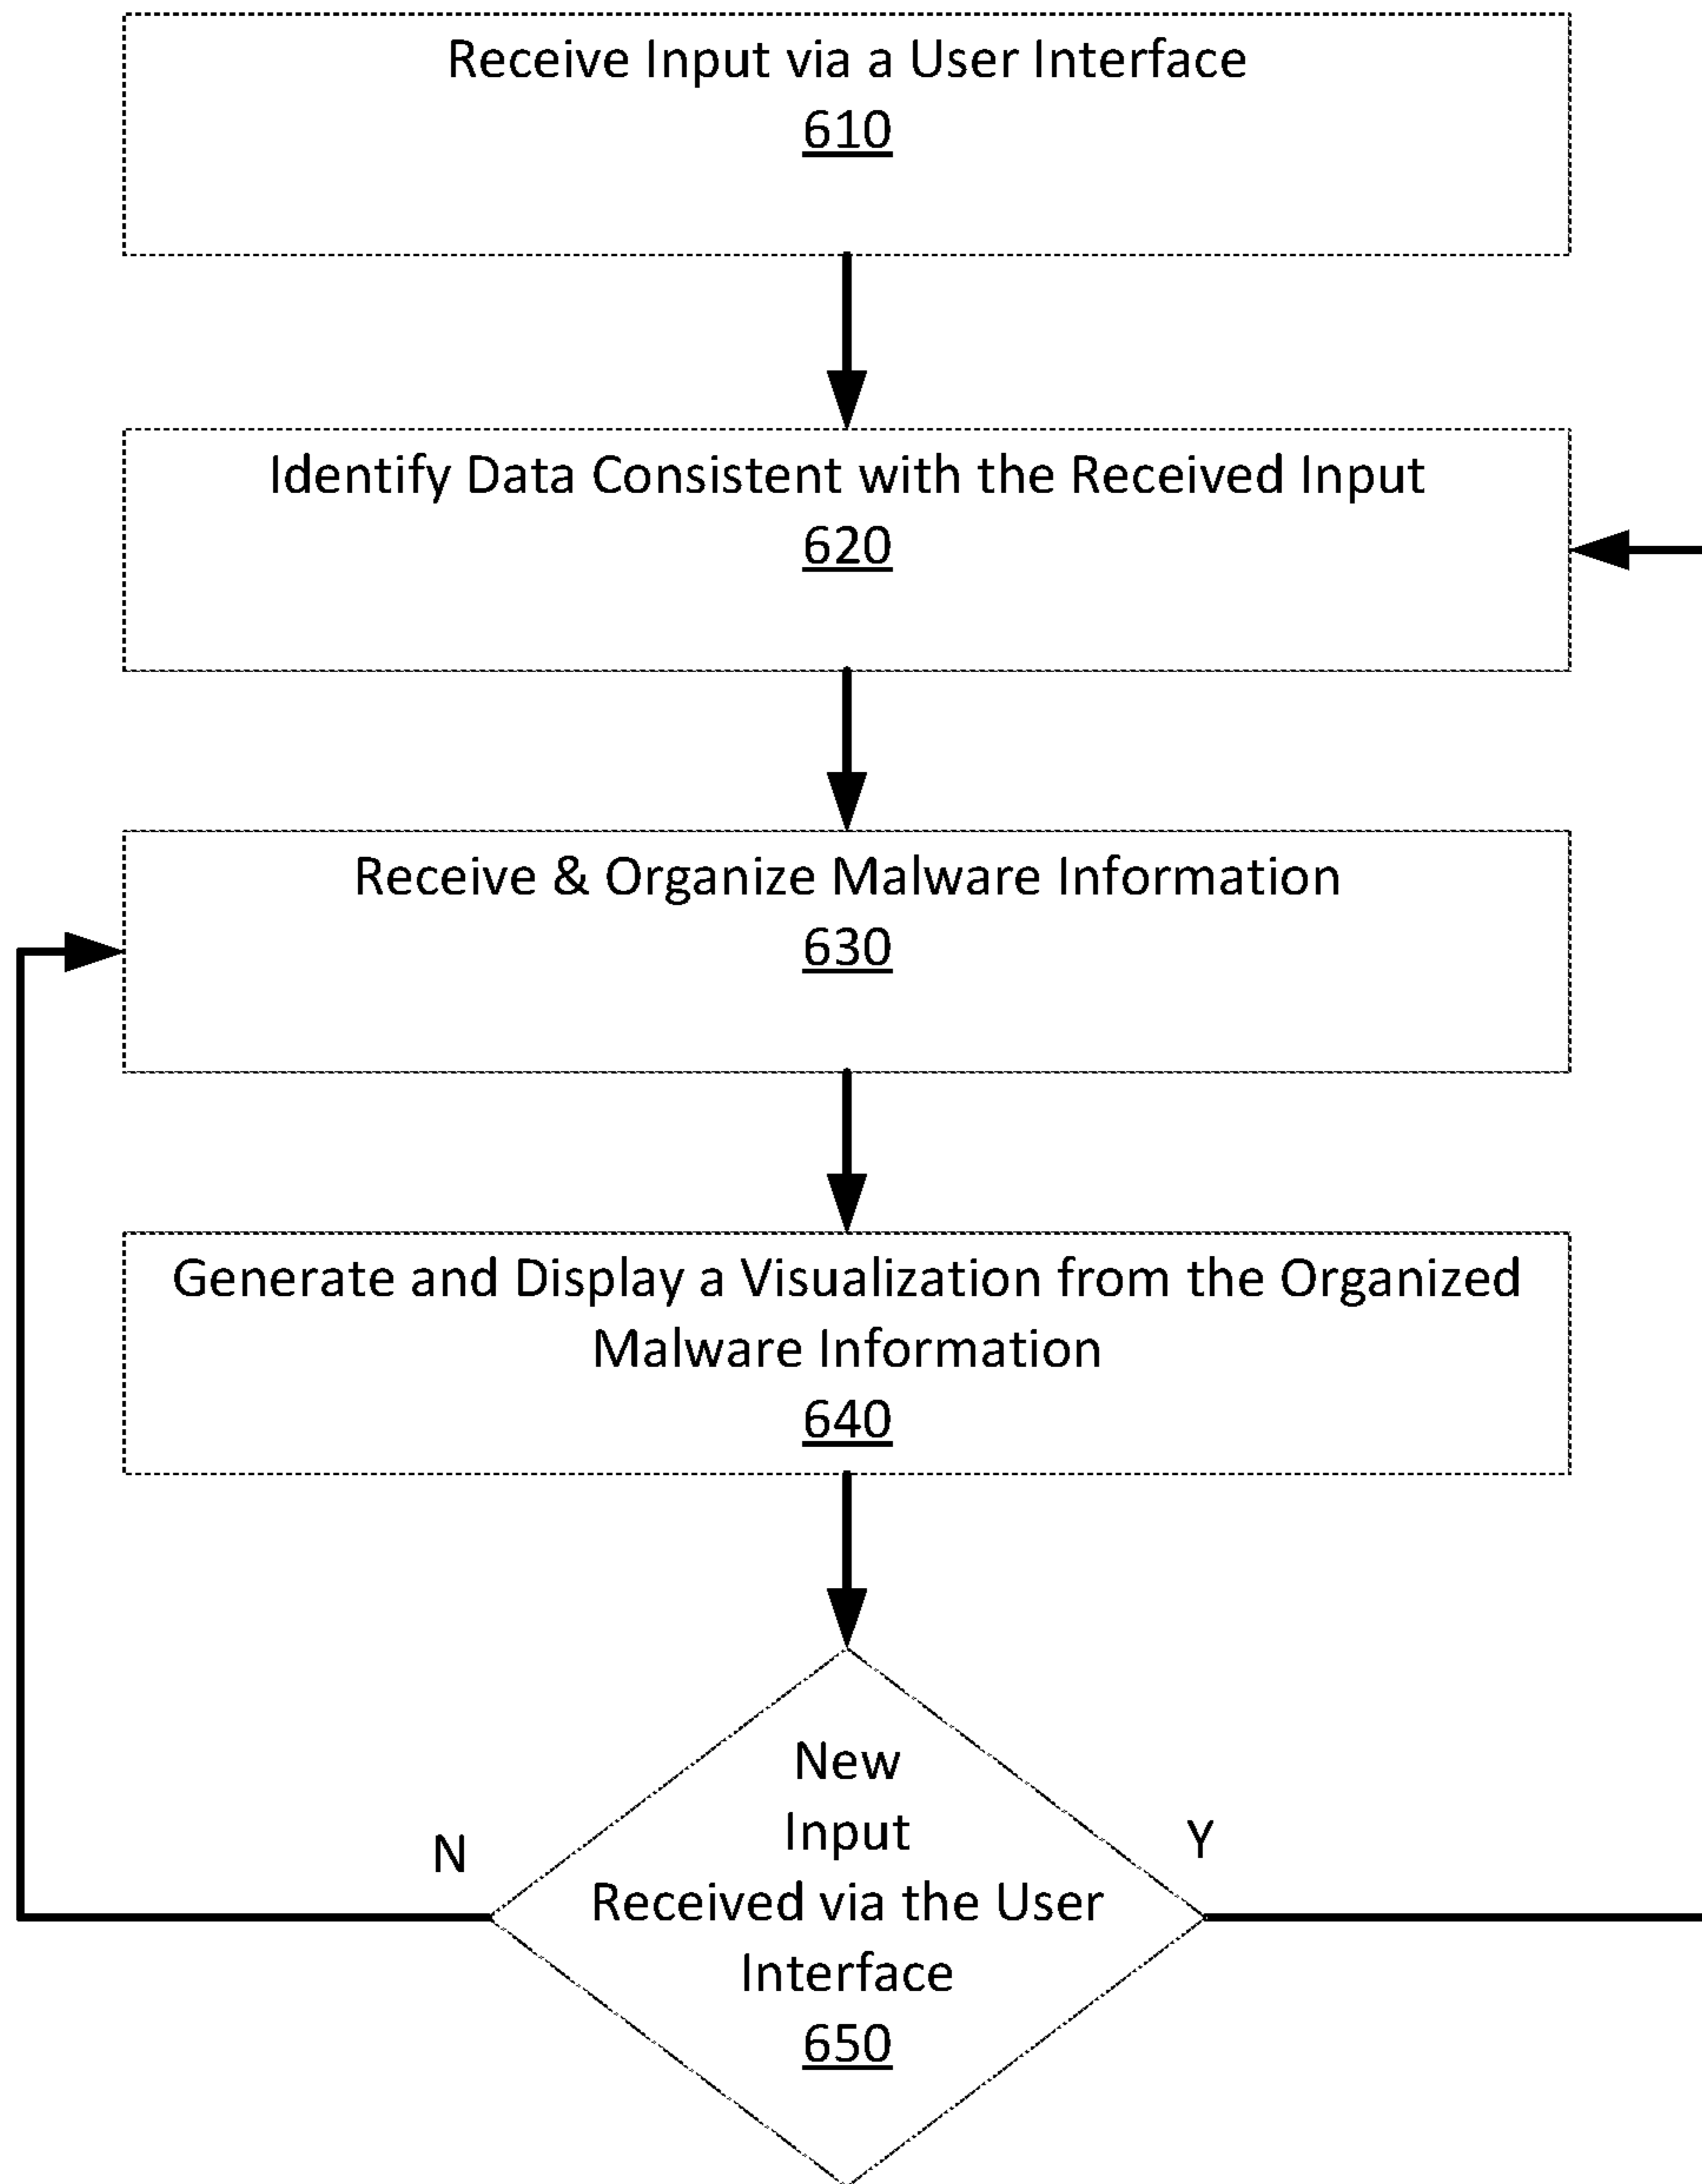 Receive Input via a User Interface
610
Identify Data Consistent with the Received Input
620
Receive & Organize Malware Information
630
Generate and Display a Visualization from the Organized
Malware Information
640
New
Input
Received via the User
Interface
650
N
Y